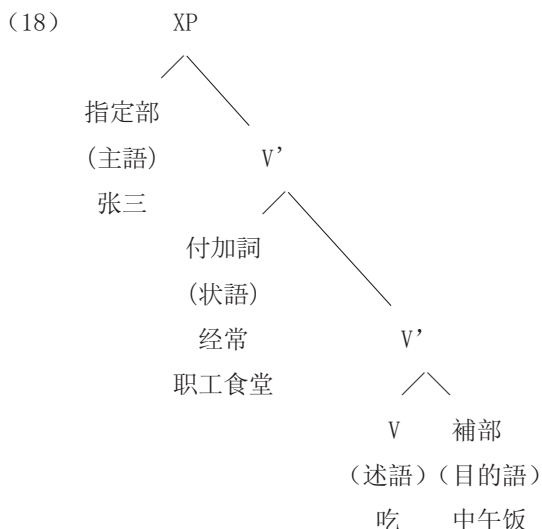 （18） XP
指定部
(主語) V’
张三
付加詞
(状語)
经常 V’
职工食堂
V 補部
（述語）（目的語）
吃 中午饭